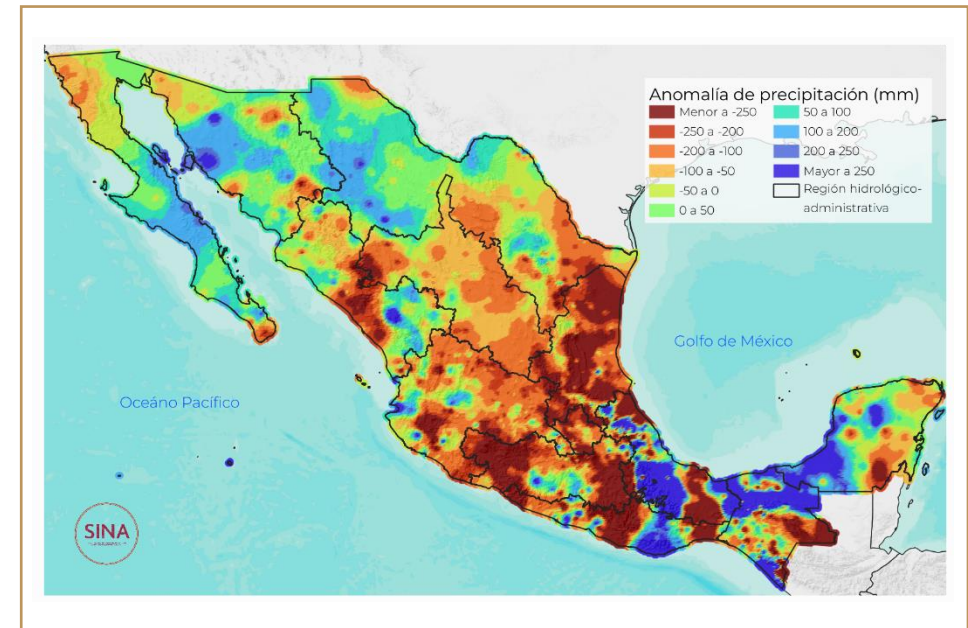 Anomalía de precipitación (mm)
Menor a -250
-250 a -200
-200 a -100
-100 a -50
-50 a 0
0 a 50
50 a 100
100 a 200
200 a 250
Mayor a 250
Región hidrológico-
administrativa
Golfo de México
Oceáno Pacífico
SINA